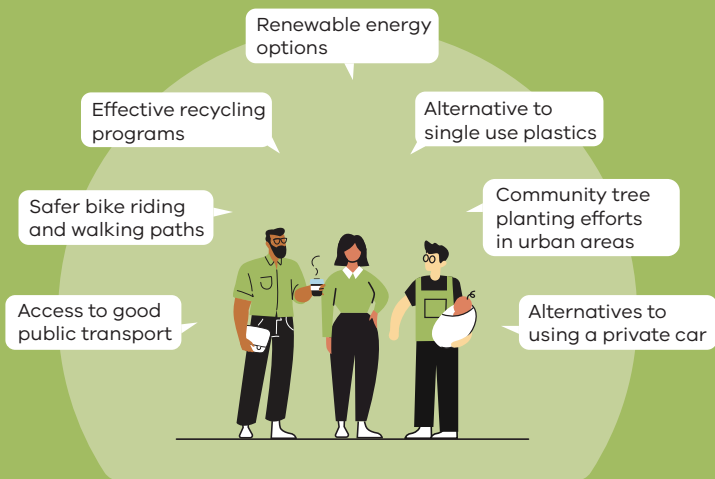 Renewable energy
options
Effective recycling
programs
Alternative to
single use plastics
Safer bike riding
and walking paths
Community tree
planting efforts
in urban areas
Access to good
public transport
Alternatives to
using a private car